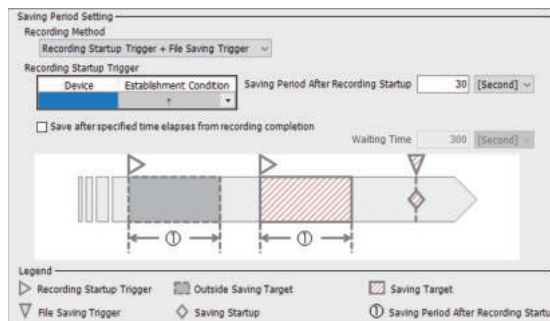 Saving Period Setting
Recording Method
Recording Startup Trigger + File Saving Trigger
Recording Startup Trigger
Device Establishment Condition Saving Period After Recording Startup 30 [Second]
↑
Save after specified time elapses from recording completion
Waiting Time 300 [Second]
① ①
Legend
Recording Startup Trigger Outside Saving Target Saving Target
File Saving Trigger Saving Startup ① Saving Period After Recording Startu